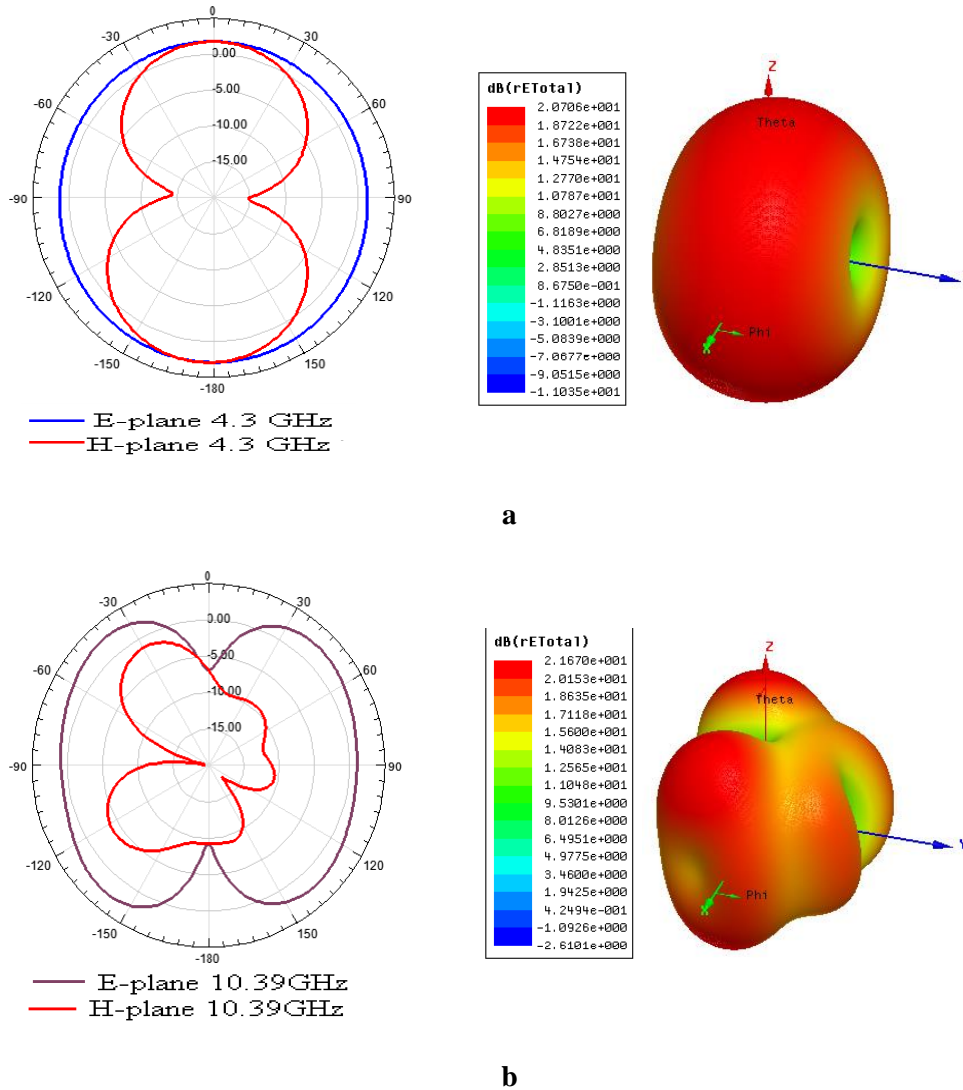 0
-30 30
0.00
-5.00
-60 60
-10.00
-15.00
-90 90
-120 120
-150 150
-180
E-plane 4.3 GHz
H-plane 4.3 GHz
dB(rETotal)
2.0706e+001
1.8722e+001
1.6738e+001
1.4754e+001
1.2770e+001
1.0787e+001
8.8027e+000
6.8189e+000
4.8351e+000
2.8513e+000
8.6750e-001
-1.1163e+000
-3.1001e+000
-5.0839e+000
-7.0677e+000
-9.0515e+000
-1.1035e+001
Z
Theta
Phi
X
a
0
-30 30
0.00
-5.00
-60 60
-10.00
-15.00
-90 90
-120 120
-150 150
-180
E-plane 10.39GHz
H-plane 10.39GHz
dB(rETotal)
2.1670e+001
2.0153e+001
1.8635e+001
1.7118e+001
1.5600e+001
1.4083e+001
1.2565e+001
1.1048e+001
9.5301e+000
8.0126e+000
6.4951e+000
4.9775e+000
3.4600e+000
1.9425e+000
4.2494e-001
-1.0926e+000
-2.6101e+000
Z
Theta
Y
Phi
X
b